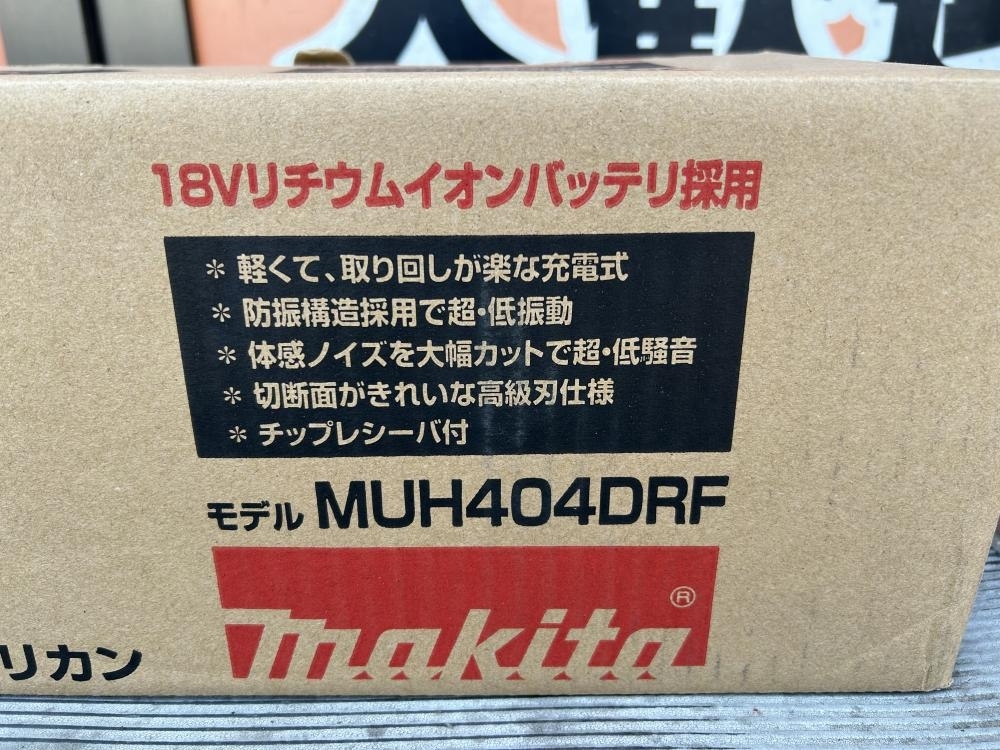 18Vリチウムイオンバッテリ採用
＊ 軽くて、取り回しが楽な充電式
＊ 防振構造採用で超・低振動
＊ 体感ノイズを大幅カットで超・低騒音
＊ 切断面がきれいな高級刃仕様
＊ チップレシーバ付
モデル MUH404DRF
makita®
リカン